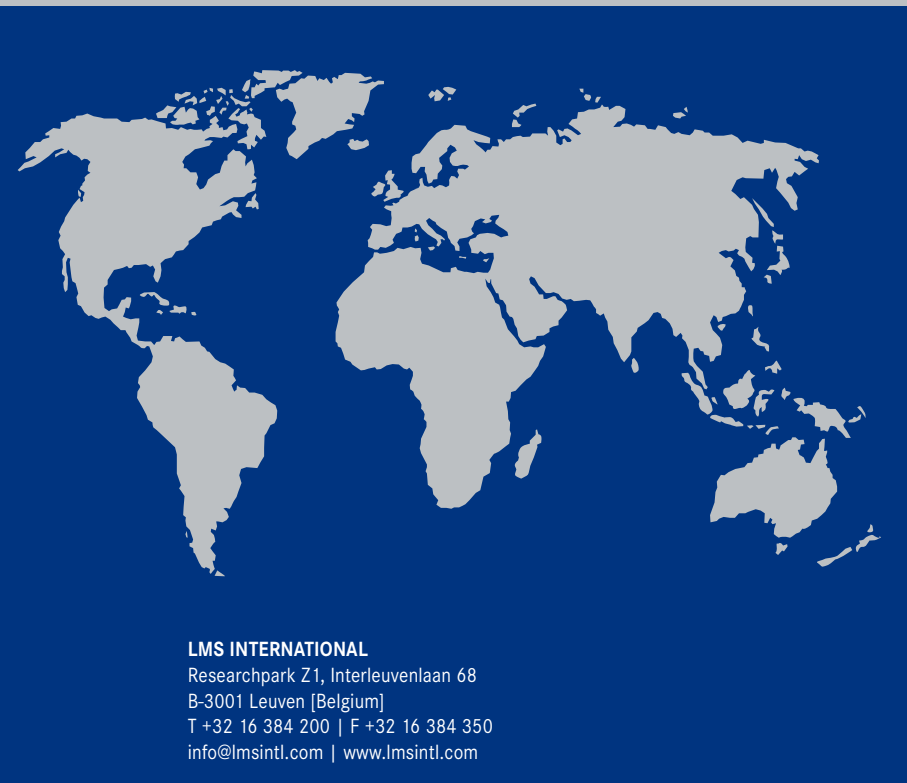 LMS INTERNATIONAL
Researchpark Z1, Interleuvenlaan 68
B-3001 Leuven [Belgium]
T +32 16 384 200 | F +32 16 384 350
info@lmsintl.com | www.lmsintl.com